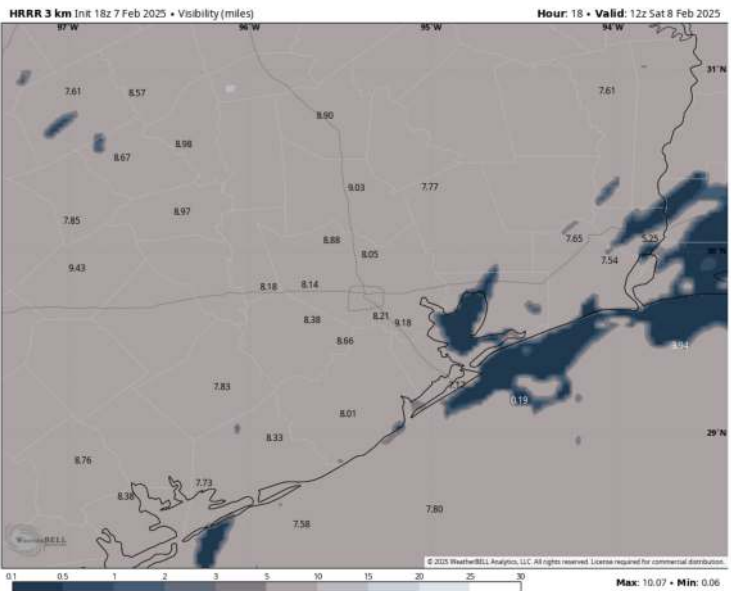 HRRR 3 km Init 18z 7 Feb 2025 • Visibility (miles)
Hour: 18 • Valid: 12z Sat 8 Feb 2025
97°W 96°W 95°W 94°W
31°N
7.61 8.57 7.61
8.90
8.98
8.67
9.03 7.77
8.97
7.85
8.88 7.65 5.25
8.05 7.54
9.43
8.18 8.14
8.38 8.21 9.18
8.66
3.94
7.83 7.12
0.19
8.01
8.33 29°N
8.76
7.73
8.38
7.80
7.58
WeatherBELL
© 2025 WeatherBELL Analytics, LLC. All rights reserved. License required for commercial distribution.
0.1 0.5 1 2 3 5 10 15 20 25 30
Max: 10.07 • Min: 0.06